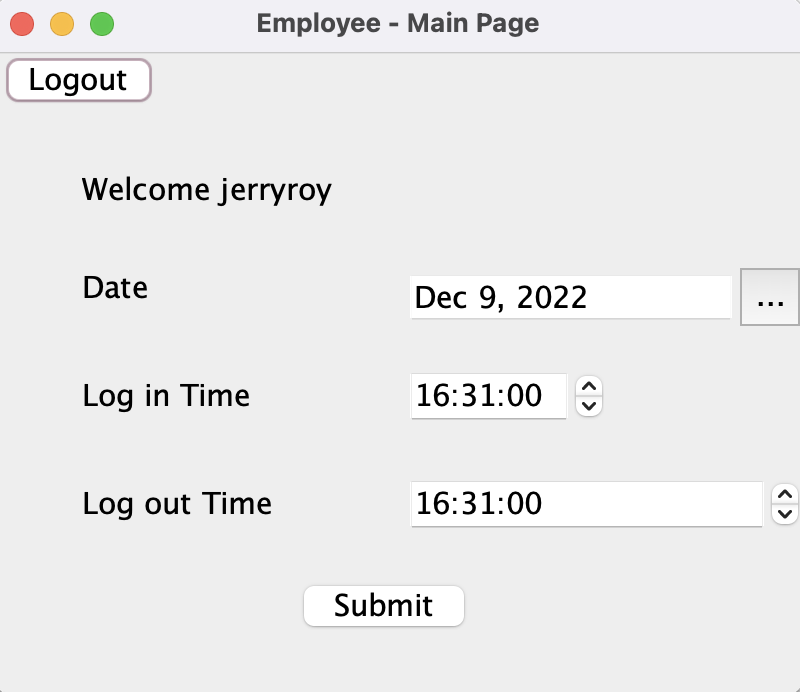 Employee - Main Page
Logout
Welcome jerryroy
Date Dec 9, 2022 ...
Log in Time 16:31:00
Log out Time 16:31:00
Submit